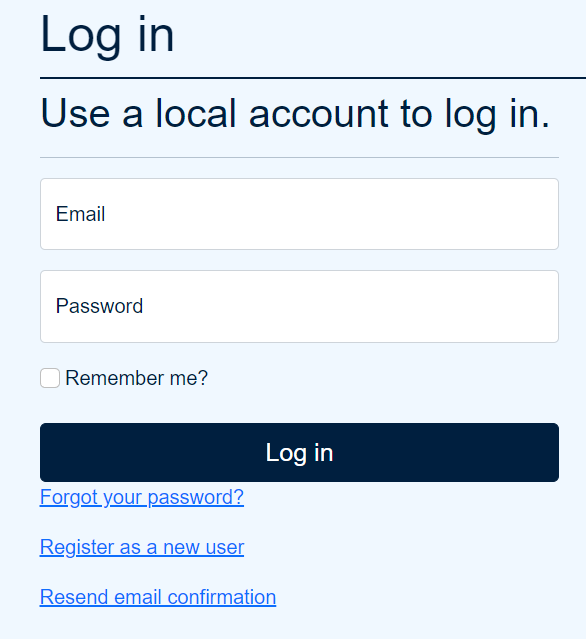 Log in
Use a local account to log in.
Email
Password
Remember me?
Log in
Forgot your password?
Register as a new user
Resend email confirmation